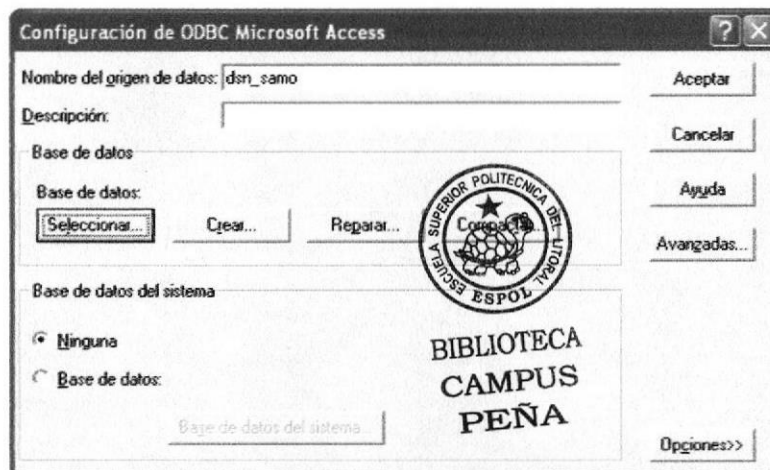 Configuración de ODBC Microsoft Access
Nombre del origen de datos: dsn_samo
Descripción:
Base de datos
Base de datos:
Seleccionar...
Crear...
Reparar...
Compactar...
Base de datos del sistema
Ninguna
Base de datos:
Base de datos del sistema...
Aceptar
Cancelar
Ayuda
Avanzadas...
Opciones>>
ESCUELA SUPERIOR POLITECNICA DEL LITORAL
ESPOL
BIBLIOTECA
CAMPUS
PEÑA